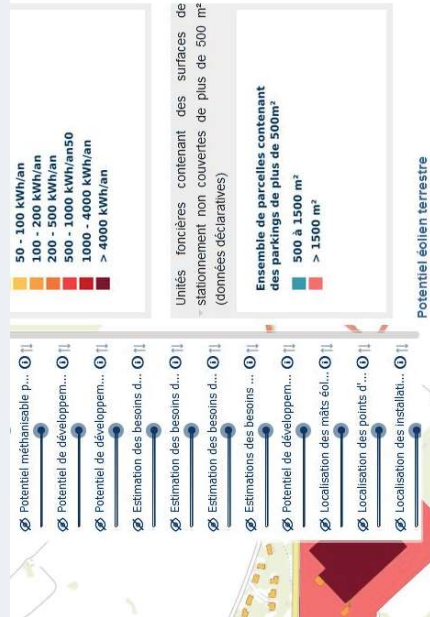 50 - 100 kWh/an
100 - 200 kWh/an
200 - 500 kWh/an
500 - 1000 kWh/an50
1000 - 4000 kWh/an
> 4000 kWh/an
Unités foncières contenant des surfaces de
stationnement non couvertes de plus de 500 m²
(données déclaratives)
Ensemble de parcelles contenant
des parkings de plus de 500m²
500 à 1500 m²
> 1500 m²
Potentiel éolien terrestre
Potentiel méthanisable p...
Potentiel de développem...
Potentiel de développem...
Estimation des besoins d...
Estimation des besoins d...
Estimation des besoins d...
Estimations des besoins ...
Potentiel de développem...
Localisation des mâts éol...
Localisation des points d'...
Localisation des installati...